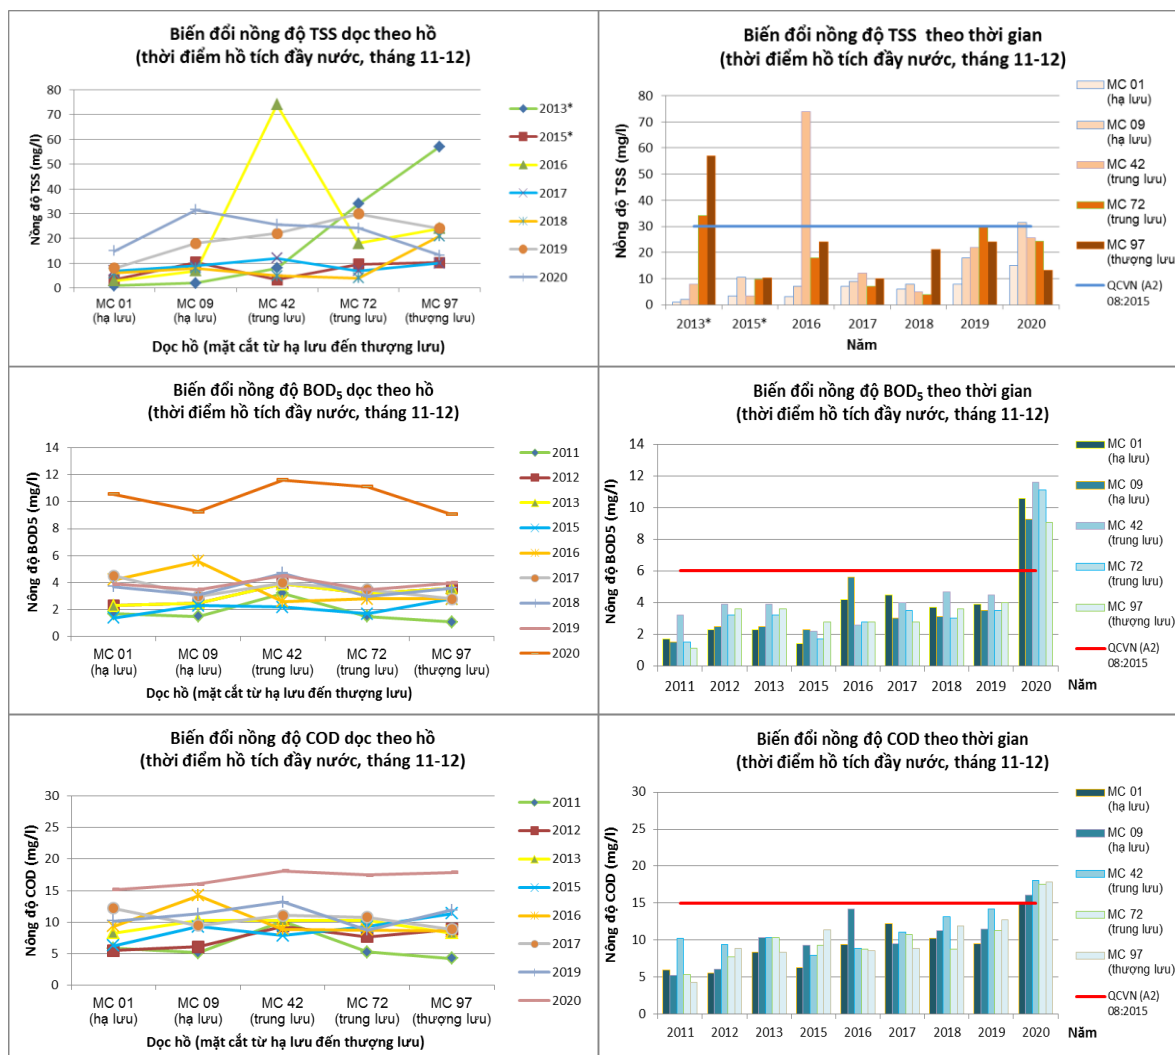 Biến đổi nồng độ TSS dọc theo hồ
(thời điểm hồ tích đầy nước, tháng 11-12)
Nồng độ TSS (mg/l)
80
70
60
50
40
30
20
10
0
MC 01
(hạ lưu)
MC 09
(hạ lưu)
MC 42
(trung lưu)
MC 72
(trung lưu)
MC 97
(thượng lưu)
Dọc hồ (mặt cắt từ hạ lưu đến thượng lưu)
2013*
2015*
2016
2017
2018
2019
2020
Biến đổi nồng độ TSS theo thời gian
(thời điểm hồ tích đầy nước, tháng 11-12)
Nồng độ TSS (mg/l)
80
70
60
50
40
30
20
10
0
2013*
2015*
2016
2017
2018
2019
2020
Năm
MC 01
(hạ lưu)
MC 09
(hạ lưu)
MC 42
(trung lưu)
MC 72
(trung lưu)
MC 97
(thượng lưu)
QCVN (A2)
08:2015
Biến đổi nồng độ BOD₅ dọc theo hồ
(thời điểm hồ tích đầy nước, tháng 11-12)
Nồng độ BOD5 (mg/l)
14
12
10
8
6
4
2
0
MC 01
(hạ lưu)
MC 09
(hạ lưu)
MC 42
(trung lưu)
MC 72
(trung lưu)
MC 97
(thượng lưu)
Dọc hồ (mặt cắt từ hạ lưu đến thượng lưu)
2011
2012
2013
2015
2016
2017
2018
2019
2020
Biến đổi nồng độ BOD₅ theo thời gian
(thời điểm hồ tích đầy nước, tháng 11-12)
Nồng độ BOD5 (mg/l)
14
12
10
8
6
4
2
0
2011
2012
2013
2015
2016
2017
2018
2019
2020
Năm
MC 01
(hạ lưu)
MC 09
(hạ lưu)
MC 42
(trung lưu)
MC 72
(trung lưu)
MC 97
(thượng lưu)
QCVN (A2)
08:2015
Biến đổi nồng độ COD dọc theo hồ
(thời điểm hồ tích đầy nước, tháng 11-12)
Nồng độ COD (mg/l)
30
25
20
15
10
5
0
MC 01
(hạ lưu)
MC 09
(hạ lưu)
MC 42
(trung lưu)
MC 72
(trung lưu)
MC 97
(thượng lưu)
Dọc hồ (mặt cắt từ hạ lưu đến thượng lưu)
2011
2012
2013
2015
2016
2017
2019
2020
Biến đổi nồng độ COD theo thời gian
(thời điểm hồ tích đầy nước, tháng 11-12)
Nồng độ COD (mg/l)
30
25
20
15
10
5
0
2011
2012
2013
2015
2016
2017
2018
2019
2020
Năm
MC 01
(hạ lưu)
MC 09
(hạ lưu)
MC 42
(trung lưu)
MC 72
(trung lưu)
MC 97
(thượng lưu)
QCVN (A2)
08:2015